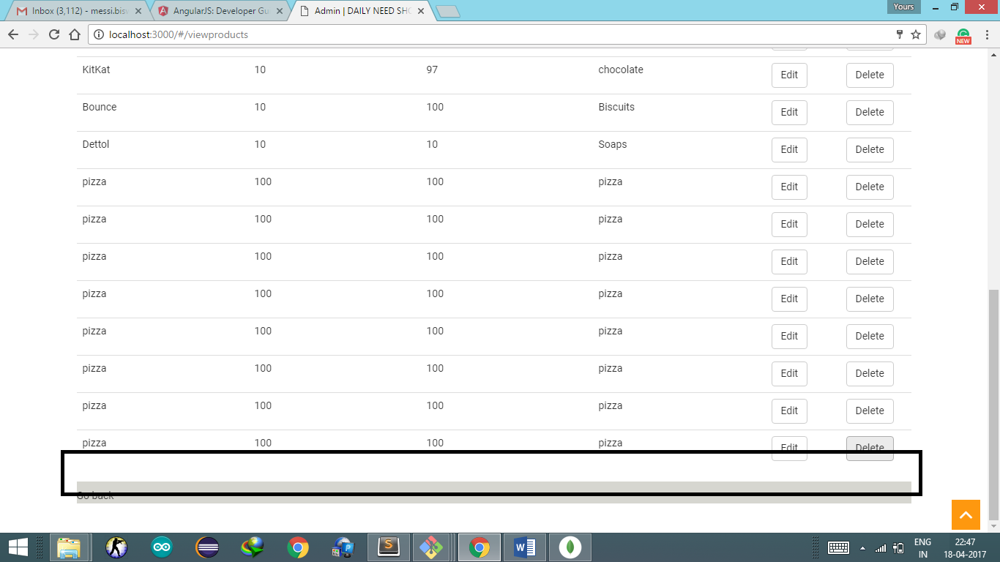 Inbox (3,112) - messi.bis
AngularJS: Developer Gu
Admin | DAILY NEED SHO
Yours
localhost:3000/#/viewproducts
NEW
KitKat 10 97 chocolate Edit Delete
Bounce 10 100 Biscuits Edit Delete
Dettol 10 10 Soaps Edit Delete
pizza 100 100 pizza Edit Delete
pizza 100 100 pizza Edit Delete
pizza 100 100 pizza Edit Delete
pizza 100 100 pizza Edit Delete
pizza 100 100 pizza Edit Delete
pizza 100 100 pizza Edit Delete
pizza 100 100 pizza Edit Delete
pizza 100 100 pizza Edit Delete
Go back
ENG 22:47
IN 18-04-2017